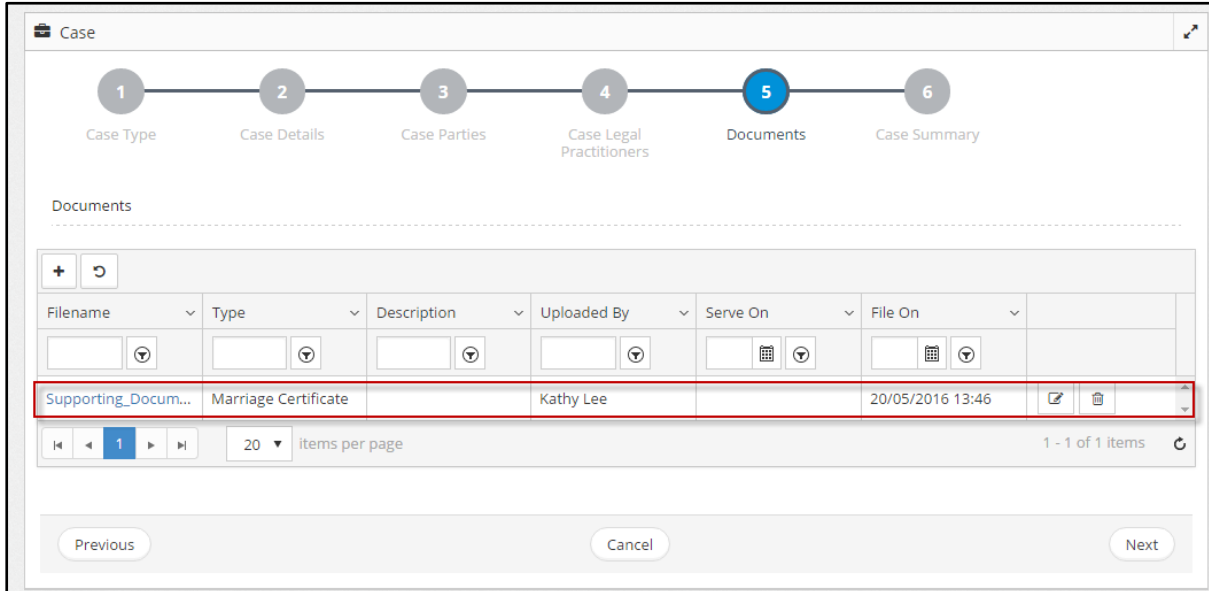 Case
1 2 3 4 5 6
Case Type Case Details Case Parties Case Legal Practitioners Documents Case Summary
Documents
Filename Type Description Uploaded By Serve On File On
Supporting_Docum... Marriage Certificate Kathy Lee 20/05/2016 13:46
1 20 items per page 1 - 1 of 1 items
Previous Cancel Next